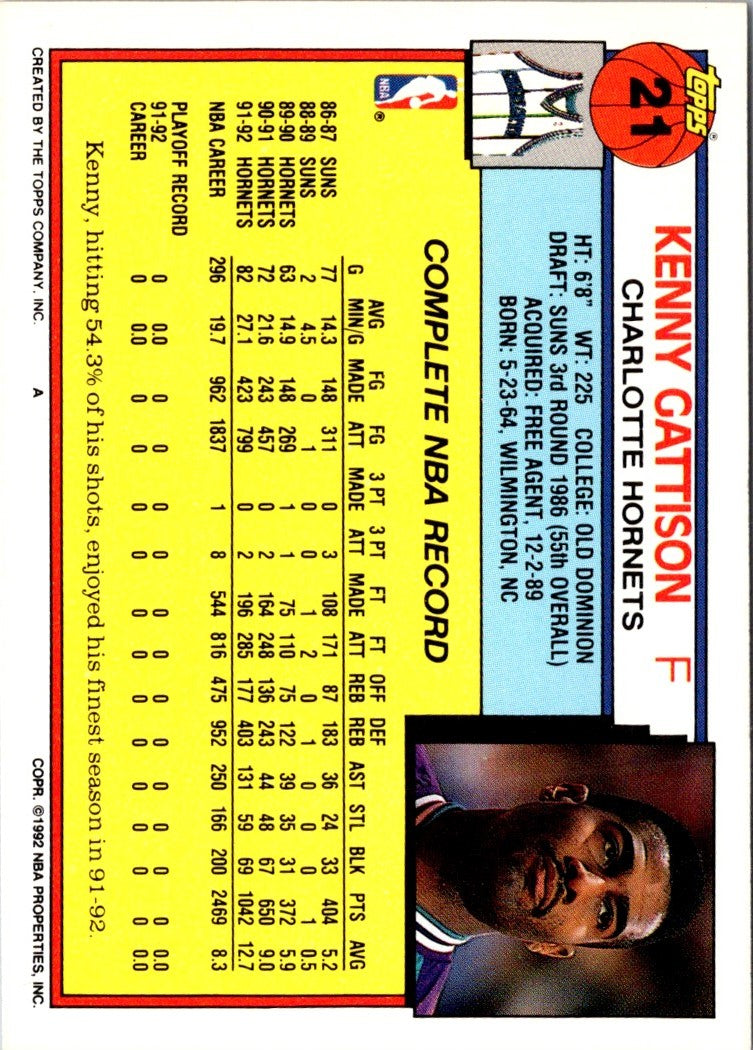 topps®
21
KENNY GATTISON F
CHARLOTTE HORNETS
HT: 6'8" WT: 225 COLLEGE: OLD DOMINION
DRAFT: SUNS 3rd ROUND 1986 (55th OVERALL)
ACQUIRED: FREE AGENT, 12-2-89
BORN: 5-23-64, WILMINGTON, NC
NBA ®
COMPLETE NBA RECORD
AVG FG FG 3 PT 3 PT FT FT OFF DEF
G MIN/G MADE ATT MADE ATT MADE ATT REB REB AST STL BLK PTS AVG
86-87 SUNS 77 14.3 148 311 0 3 108 171 87 183 36 24 33 404 5.2
88-89 SUNS 2 4.5 0 1 0 0 1 2 0 1 0 0 0 1 0.5
89-90 HORNETS 63 14.9 148 269 1 1 75 110 75 122 39 35 31 372 5.9
90-91 HORNETS 72 21.6 243 457 0 2 164 248 136 243 44 48 67 650 9.0
91-92 HORNETS 82 27.1 423 799 0 2 196 285 177 403 131 59 69 1042 12.7
NBA CAREER 296 19.7 962 1837 1 8 544 816 475 952 250 166 200 2469 8.3
PLAYOFF RECORD
91-92 0 0.0 0 0 0 0 0 0 0 0 0 0 0 0 0.0
CAREER 0 0.0 0 0 0 0 0 0 0 0 0 0 0 0 0.0
Kenny, hitting 54.3% of his shots, enjoyed his finest season in 91-92.
CREATED BY THE TOPPS COMPANY, INC. A COPR. ©1992 NBA PROPERTIES, INC.